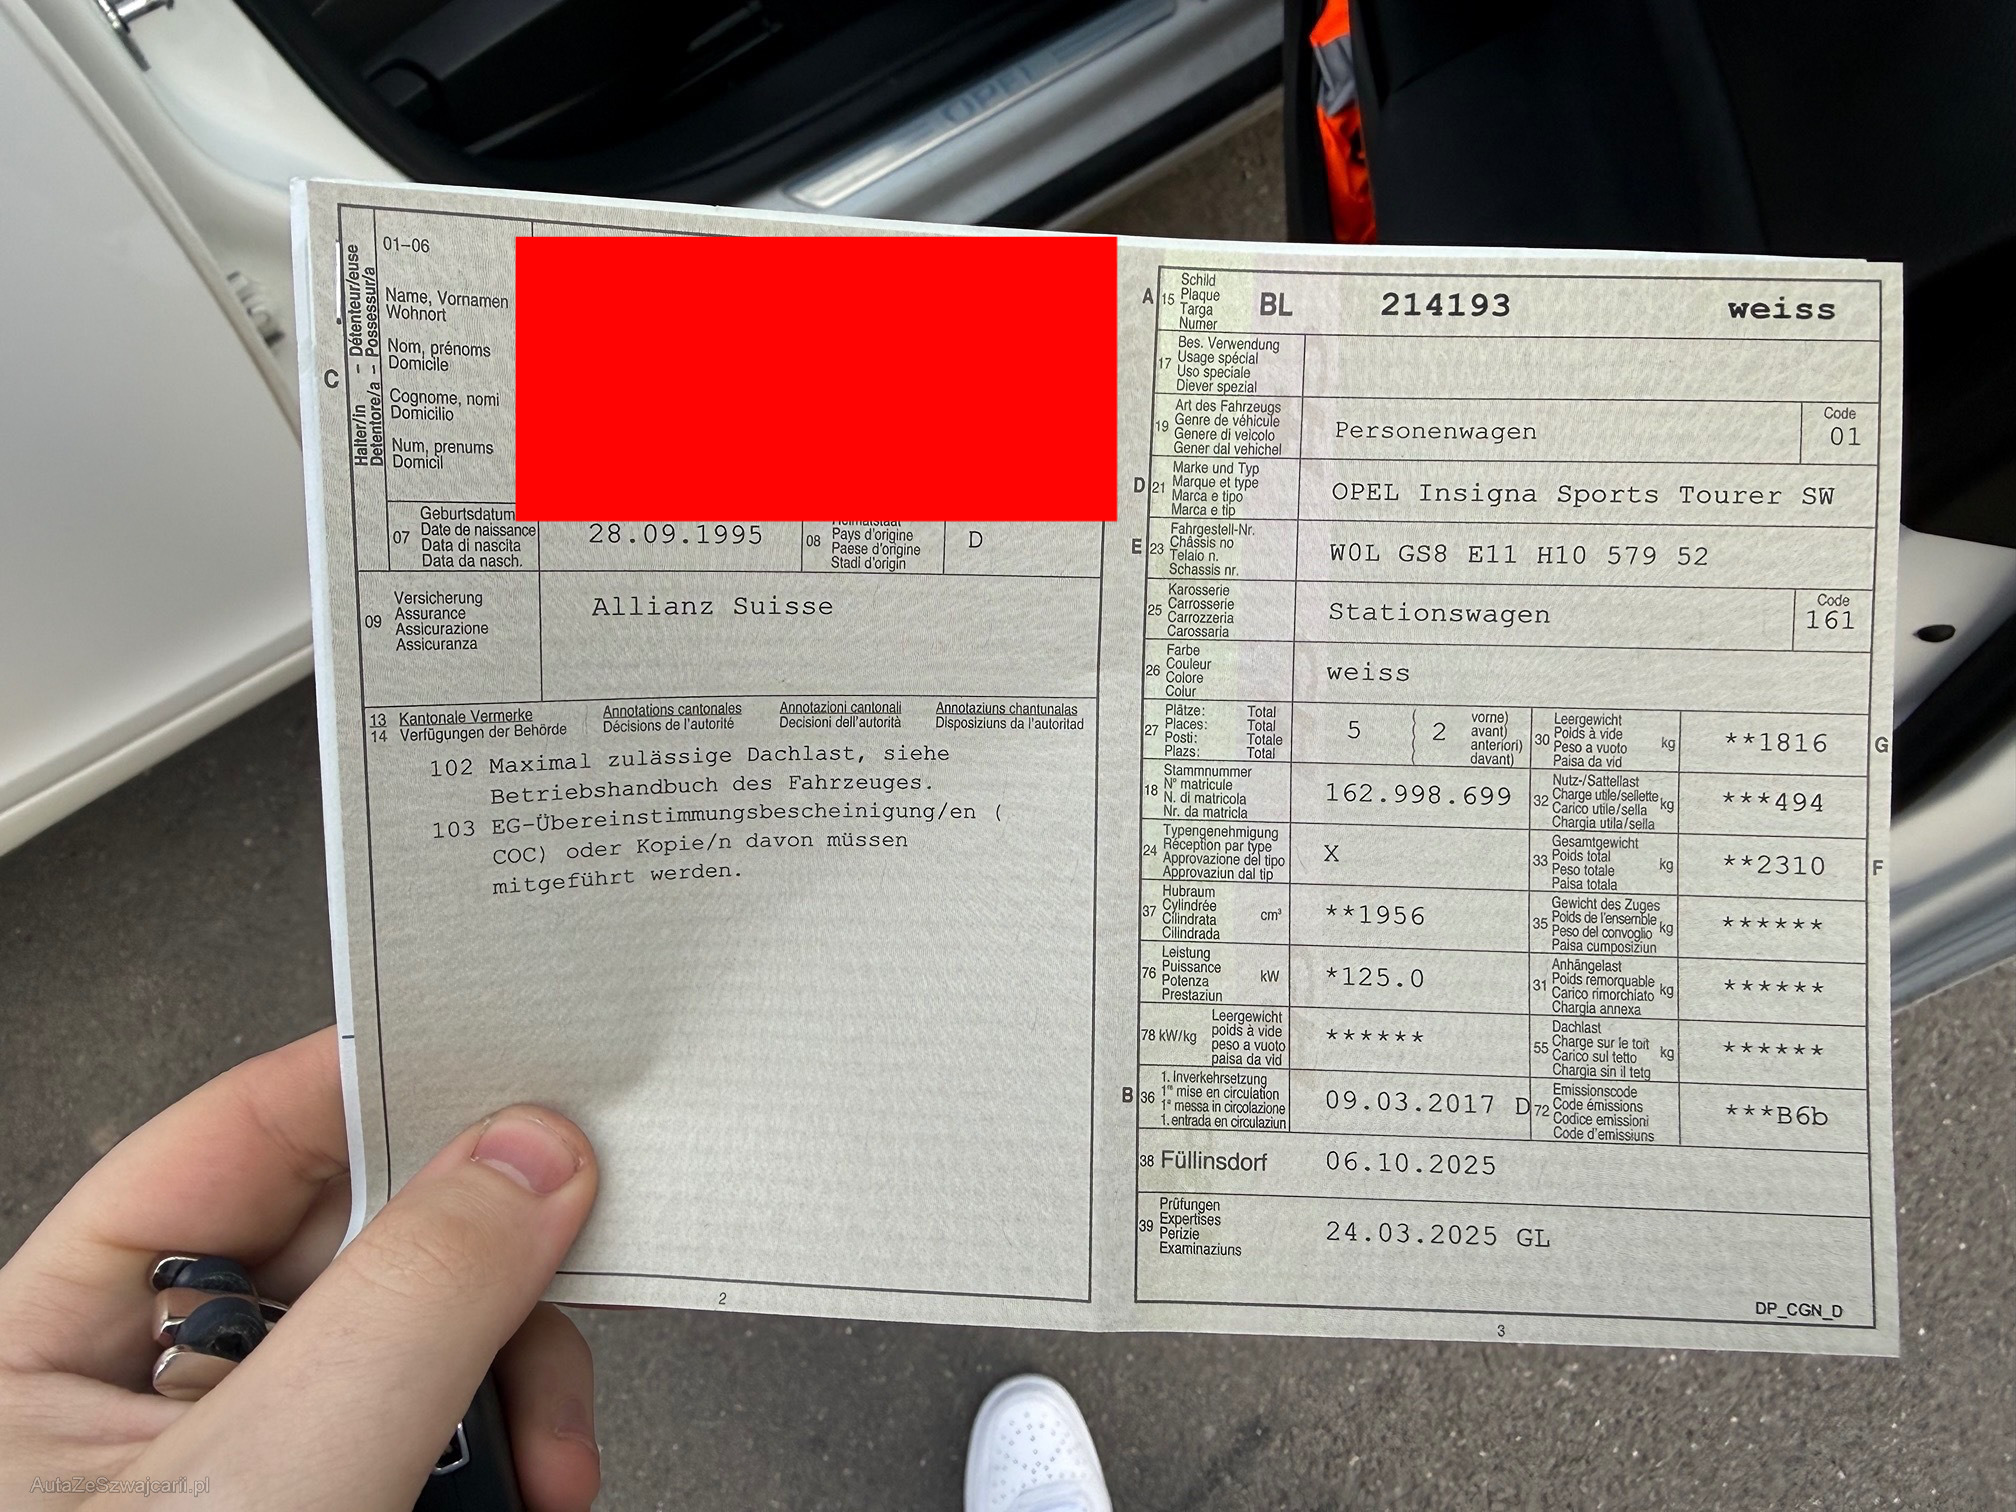 OPEL
01–06
Halter/in – Détenteur/euse
Detentore/a – Possessur/a
C
Name, Vornamen
Wohnort
Nom, prénoms
Domicile
Cognome, nomi
Domicilio
Num, prenums
Domicil
07
Geburtsdatum
Date de naissance
Data di nascita
Data da nasch.
28.09.1995
08
Pays d'origine
Paese d'origine
Stadi d'origin
D
09
Versicherung
Assurance
Assicurazione
Assicuranza
Allianz Suisse
13 Kantonale Vermerke Annotations cantonales Annotazioni cantonali Annotaziuns chantunalas
14 Verfügungen der Behörde Décisions de l'autorité Decisioni dell'autorità Disposiziuns da l'autoritad
102 Maximal zulässige Dachlast, siehe
Betriebshandbuch des Fahrzeuges.
103 EG-Übereinstimmungsbescheinigung/en (
COC) oder Kopie/n davon müssen
mitgeführt werden.
2
A
15
Schild
Plaque
Targa
Numer
BL 214193 weiss
17
Bes. Verwendung
Usage spécial
Uso speciale
Diever spezial
19
Art des Fahrzeugs
Genre de véhicule
Genere di veicolo
Gener dal vehichel
Personenwagen
Code
01
D
21
Marke und Typ
Marque et type
Marca e tipo
Marca e tip
OPEL Insigna Sports Tourer SW
E
23
Fahrgestell-Nr.
Châssis no
Telaio n.
Schassis nr.
W0L GS8 E11 H10 579 52
25
Karosserie
Carrosserie
Carrozzeria
Carossaria
Stationswagen
Code
161
26
Farbe
Couleur
Colore
Colur
weiss
27
Plätze: Total
Places: Total
Posti: Totale
Plazs: Total
5 ( 2
vorne)
avant)
anteriori)
davant)
30
Leergewicht
Poids à vide
Peso a vuoto
Paisa da vid
kg
**1816
G
18
Stammnummer
N° matricule
N. di matricola
Nr. da matricla
162.998.699
32
Nutz-/Sattellast
Charge utile/sellette
Carico utile/sella
Chargia utila/sella
kg
***494
24
Typengenehmigung
Réception par type
Approvazione del tipo
Approvaziun dal tip
X
33
Gesamtgewicht
Poids total
Peso totale
Paisa totala
kg
**2310
F
37
Hubraum
Cylindrée
Cilindrata
Cilindrada
cm³
**1956
35
Gewicht des Zuges
Poids de l'ensemble
Peso del convoglio
Paisa cumposiziun
kg
******
76
Leistung
Puissance
Potenza
Prestaziun
kW
*125.0
31
Anhängelast
Poids remorquable
Carico rimorchiato
Chargia annexa
kg
******
78 kW/kg
Leergewicht
poids à vide
peso a vuoto
paisa da vid
******
55
Dachlast
Charge sur le toit
Carico sul tetto
Chargia sin il tetg
kg
******
B
36
1. Inverkehrsetzung
1re mise en circulation
1a messa in circolazione
1. entrada en circulaziun
09.03.2017 D
72
Emissionscode
Code émissions
Codice emissioni
Code d'emissiuns
***B6b
38 Füllinsdorf
06.10.2025
39
Prüfungen
Expertises
Perizie
Examinaziuns
24.03.2025 GL
DP_CGN_D
3
AutaZeSzwajcarii.pl